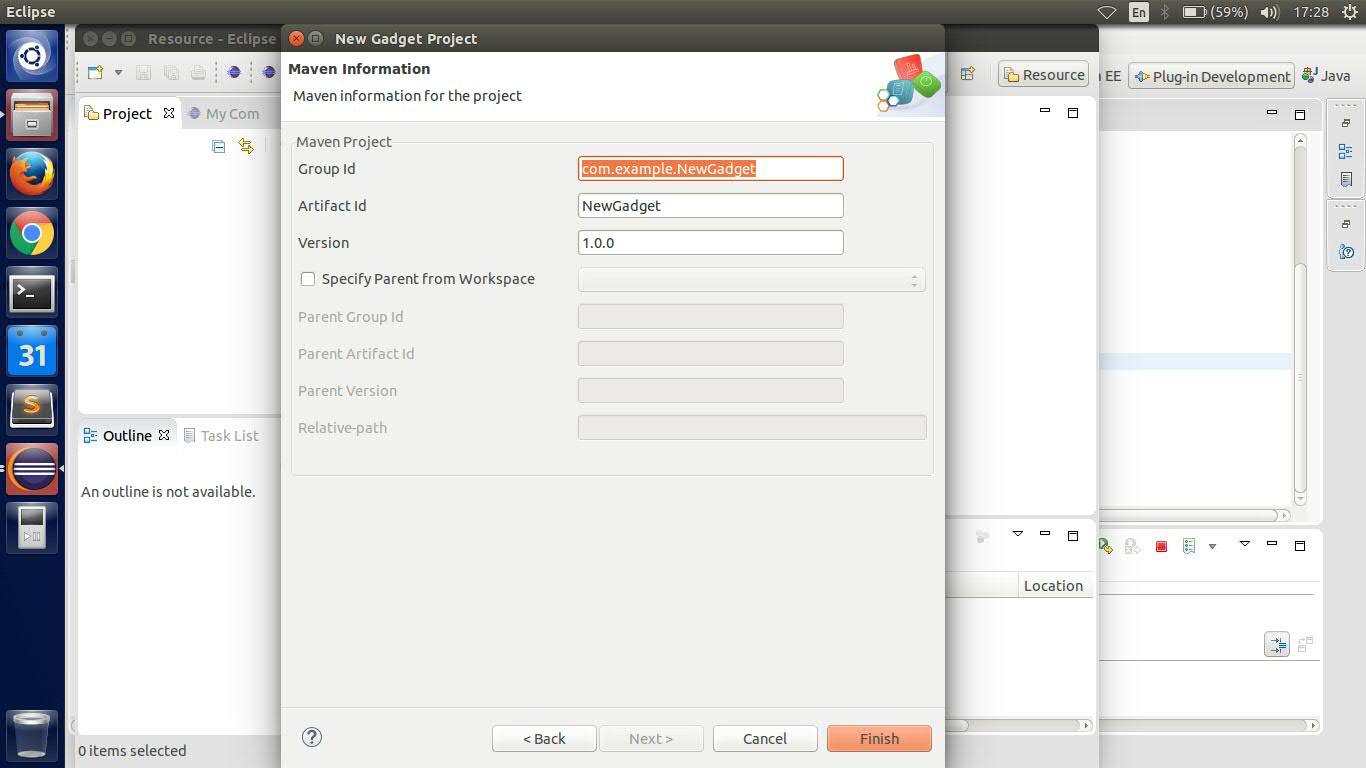 Eclipse
En
(59%)
17:28
Resource - Eclipse
New Gadget Project
Maven Information
Maven information for the project
Resource
EE
Plug-in Development
Java
Project
My Com
Maven Project
Group Id
com.example.NewGadget
Artifact Id
NewGadget
Version
1.0.0
Specify Parent from Workspace
Parent Group Id
Parent Artifact Id
Parent Version
Relative-path
31
S
Outline
Task List
An outline is not available.
Location
< Back
Next >
Cancel
Finish
0 items selected